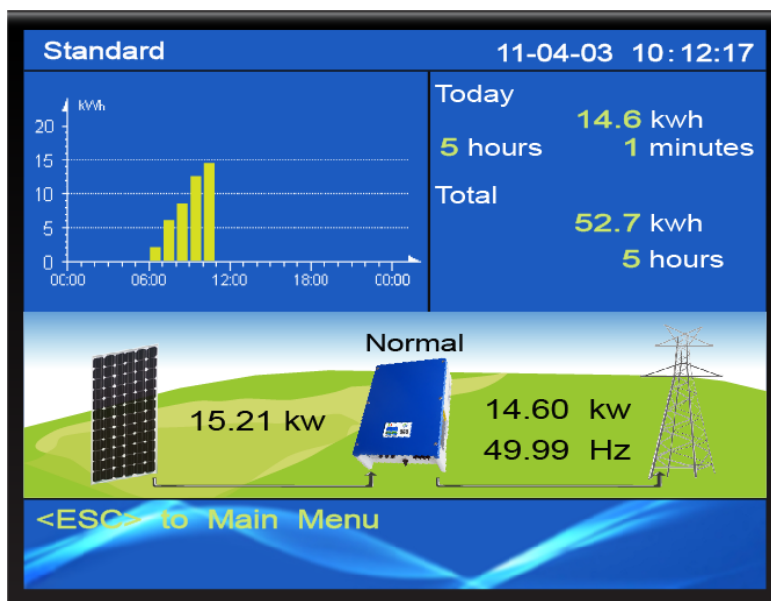 Standard
11-04-03 10:12:17
kWh
20
15
10
5
0
00:00 06:00 12:00 18:00 00:00
Today
14.6 kwh
5 hours 1 minutes
Total
52.7 kwh
5 hours
Normal
15.21 kw
14.60 kw
49.99 Hz
<ESC> to Main Menu